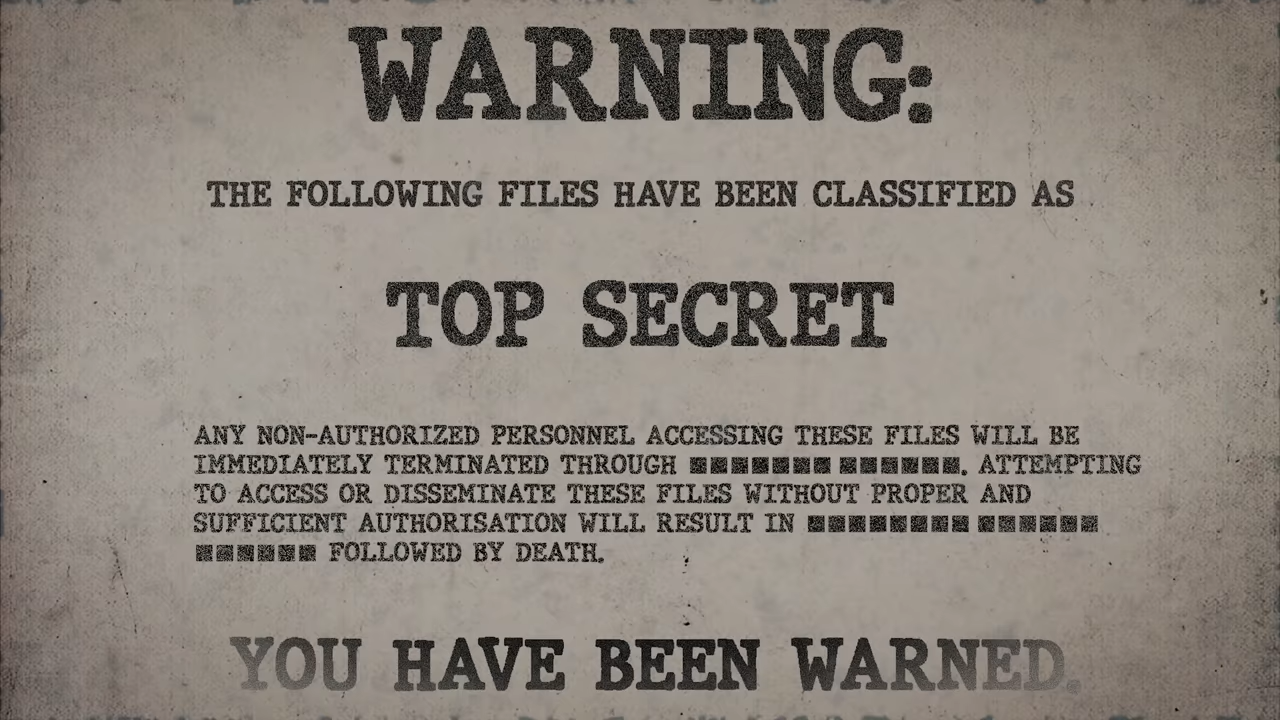 WARNING:
THE FOLLOWING FILES HAVE BEEN CLASSIFIED AS
TOP SECRET
ANY NON-AUTHORIZED PERSONNEL ACCESSING THESE FILES WILL BE
IMMEDIATELY TERMINATED THROUGH ■■■■■■■ ■■■■■■. ATTEMPTING
TO ACCESS OR DISSEMINATE THESE FILES WITHOUT PROPER AND
SUFFICIENT AUTHORISATION WILL RESULT IN ■■■■■■■■ ■■■■■■
■■■■■■ FOLLOWED BY DEATH.
YOU HAVE BEEN WARNED.